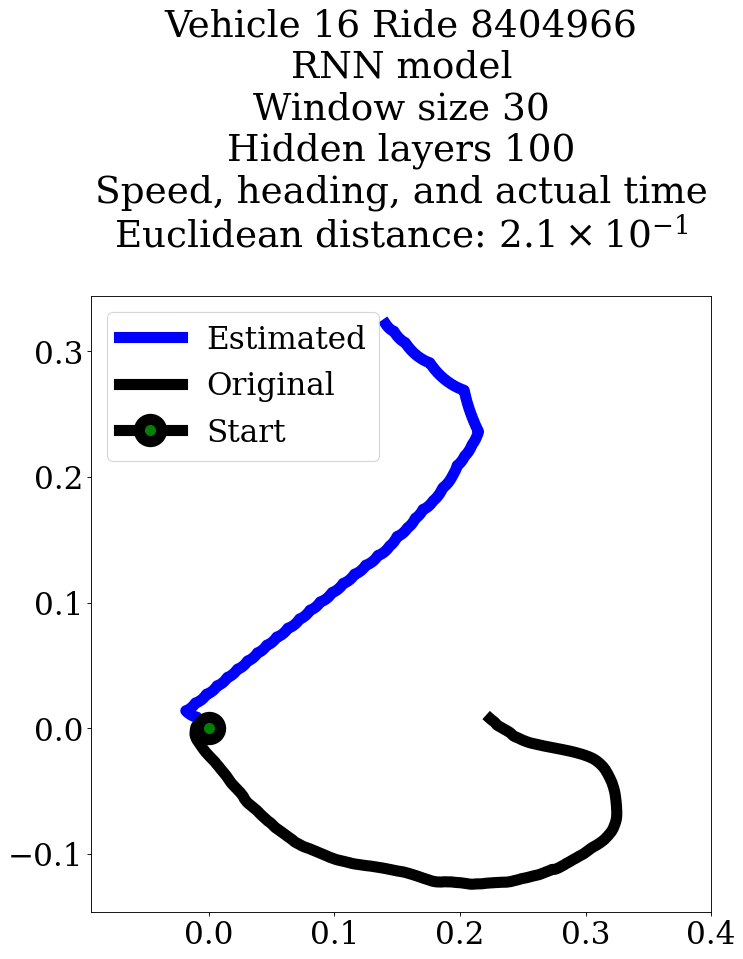 Vehicle 16 Ride 8404966
RNN model
Window size 30
Hidden layers 100
Speed, heading, and actual time
Euclidean distance: 2.1 × 10⁻¹
Estimated
Original
Start
0.3
0.2
0.1
0.0
−0.1
0.0 0.1 0.2 0.3 0.4